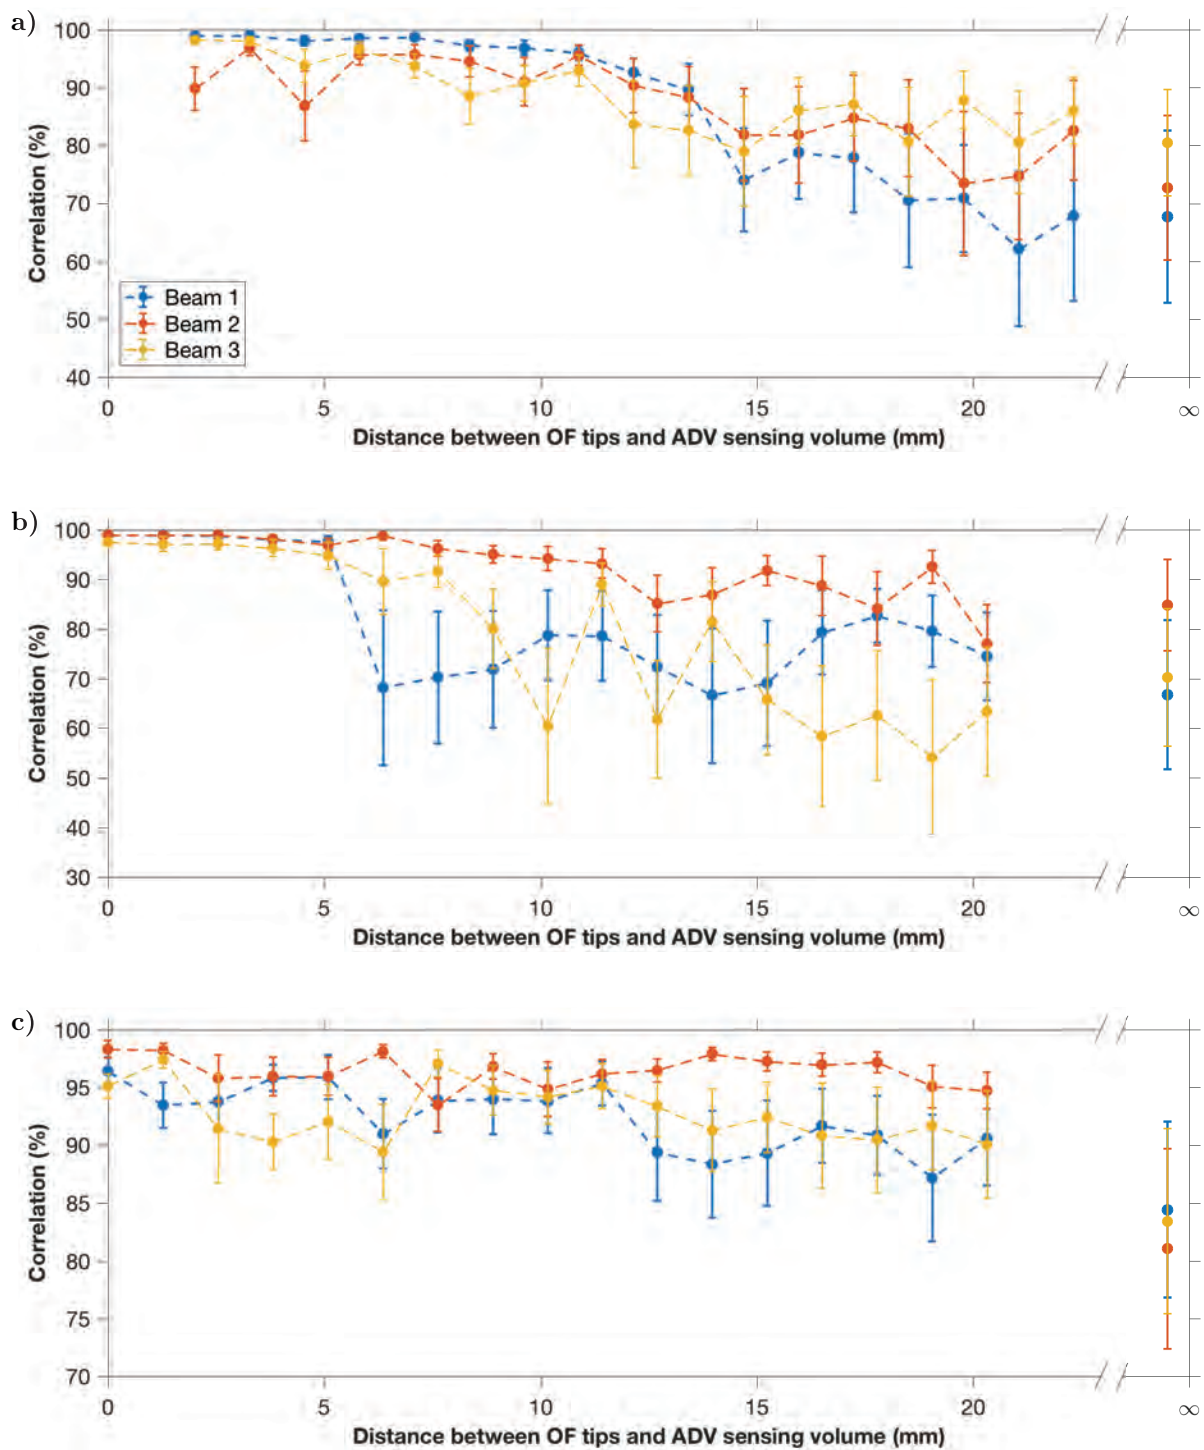 a)
100
90
80
70
60
50
40
Correlation (%)
Beam 1
Beam 2
Beam 3
0 5 10 15 20 ∞
Distance between OF tips and ADV sensing volume (mm)
b)
100
90
80
70
60
50
40
30
Correlation (%)
0 5 10 15 20 ∞
Distance between OF tips and ADV sensing volume (mm)
c)
100
95
90
85
80
75
70
Correlation (%)
0 5 10 15 20 ∞
Distance between OF tips and ADV sensing volume (mm)